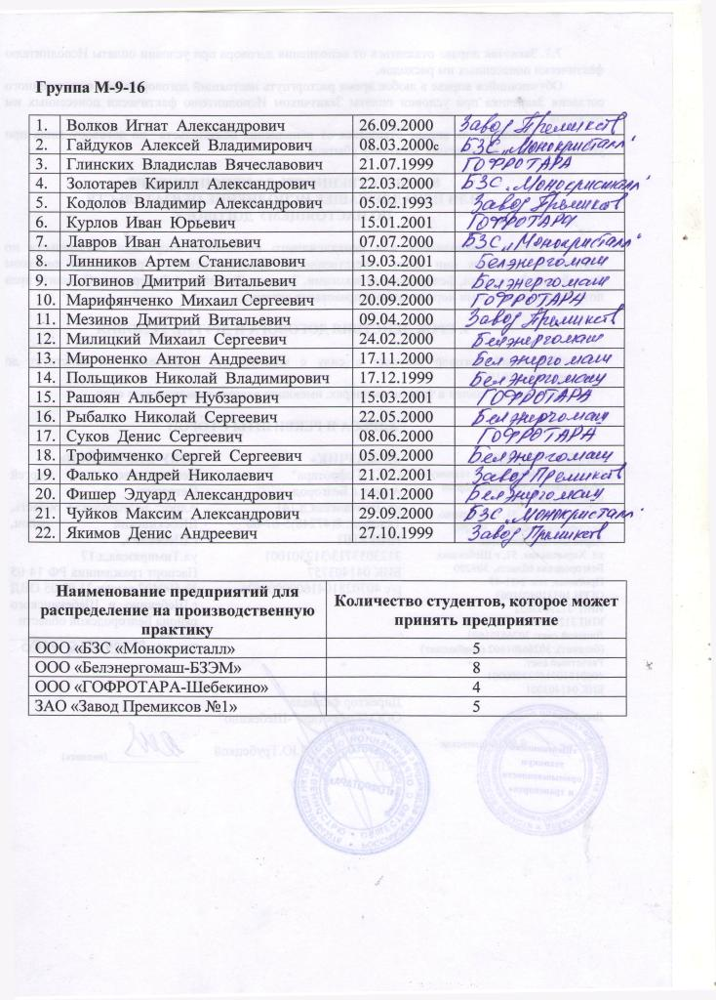 Группа М-9-16
1. Волков Игнат Александрович 26.09.2000 Завод Премиксов
2. Гайдуков Алексей Владимирович 08.03.2000с БЗС „Монокристалл"
3. Глинских Владислав Вячеславович 21.07.1999 ГОФРОТАРА
4. Золотарев Кирилл Александрович 22.03.2000 БЗС „Монокристалл"
5. Кодолов Владимир Александрович 05.02.1993 Завод Премиксов
6. Курлов Иван Юрьевич 15.01.2001 ГОФРОТАРА
7. Лавров Иван Анатольевич 07.07.2000 БЗС „Монокристалл"
8. Линников Артем Станиславович 19.03.2001 Белэнергомаш
9. Логвинов Дмитрий Витальевич 13.04.2000 Белэнергомаш
10. Марифянченко Михаил Сергеевич 20.09.2000 ГОФРОТАРА
11. Мезинов Дмитрий Витальевич 09.04.2000 Завод Премиксов
12. Милицкий Михаил Сергеевич 24.02.2000 Белэнергомаш
13. Мироненко Антон Андреевич 17.11.2000 Белэнергомаш
14. Польщиков Николай Владимирович 17.12.1999 Белэнергомаш
15. Рашоян Альберт Нубзарович 15.03.2001 ГОФРОТАРА
16. Рыбалко Николай Сергеевич 22.05.2000 Белэнергомаш
17. Суков Денис Сергеевич 08.06.2000 ГОФРОТАРА
18. Трофимченко Сергей Сергеевич 05.09.2000 Белэнергомаш
19. Фалько Андрей Николаевич 21.02.2001 Завод Премиксов
20. Фишер Эдуард Александрович 14.01.2000 Белэнергомаш
21. Чуйков Максим Александрович 29.09.2000 БЗС „Монокристалл"
22. Якимов Денис Андреевич 27.10.1999 Завод Премиксов
Наименование предприятий для
распределение на производственную
практику
Количество студентов, которое может
принять предприятие
ООО «БЗС «Монокристалл» 5
ООО «Белэнергомаш-БЗЭМ» 8
ООО «ГОФРОТАРА-Шебекино» 4
ЗАО «Завод Премиксов №1» 5